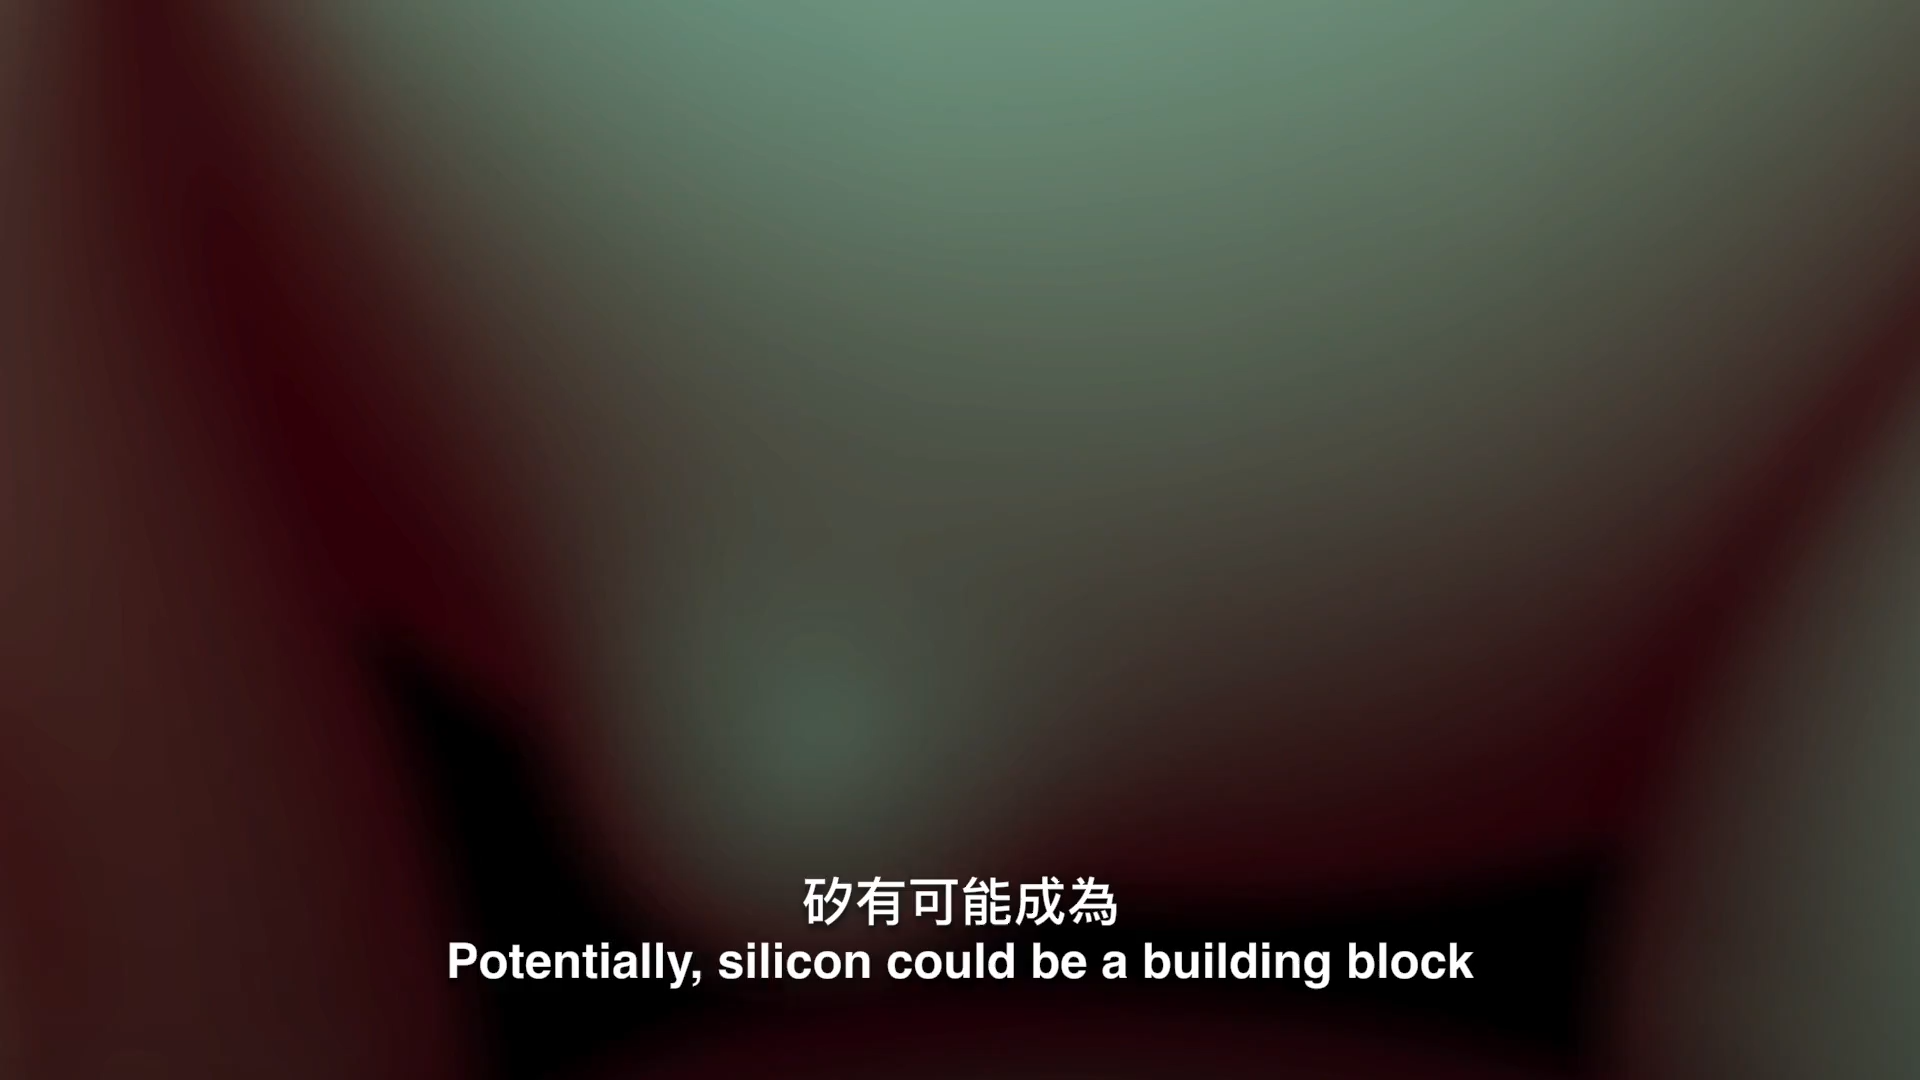 矽有可能成為
Potentially, silicon could be a building block